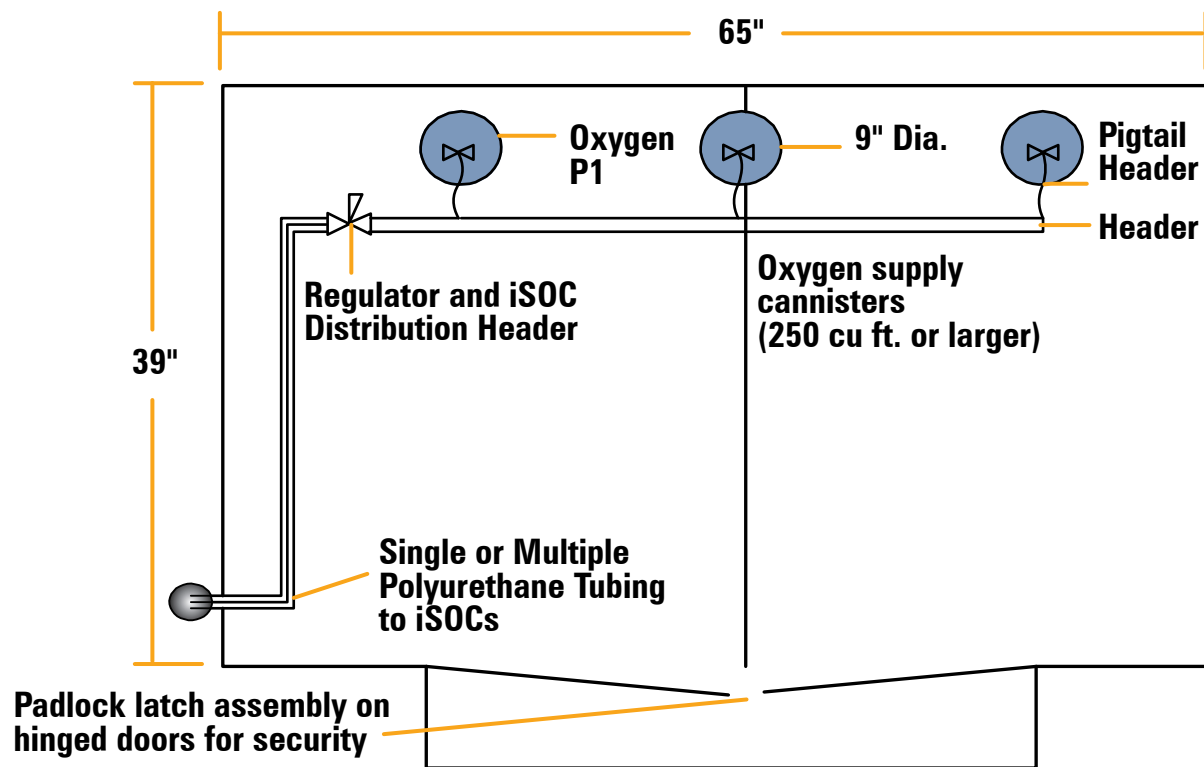 65"
Oxygen
P1
9" Dia.
Pigtail
Header
Header
Regulator and iSOC
Distribution Header
Oxygen supply
cannisters
(250 cu ft. or larger)
39"
Single or Multiple
Polyurethane Tubing
to iSOCs
Padlock latch assembly on
hinged doors for security